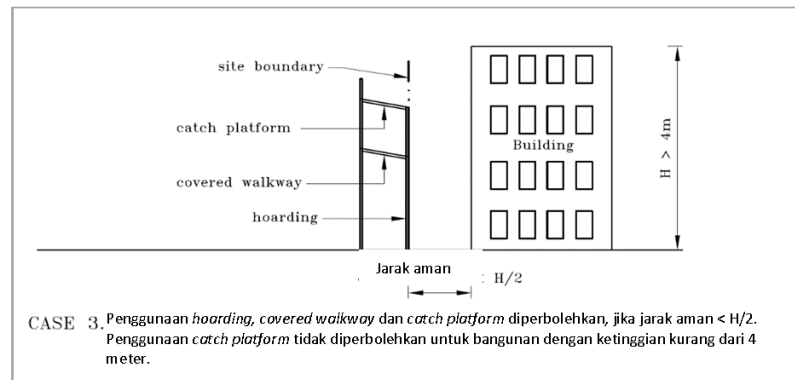 site boundary
catch platform
covered walkway
hoarding
Building
H > 4m
Jarak aman
: H/2
CASE 3. Penggunaan hoarding, covered walkway dan catch platform diperbolehkan, jika jarak aman < H/2.
Penggunaan catch platform tidak diperbolehkan untuk bangunan dengan ketinggian kurang dari 4
meter.